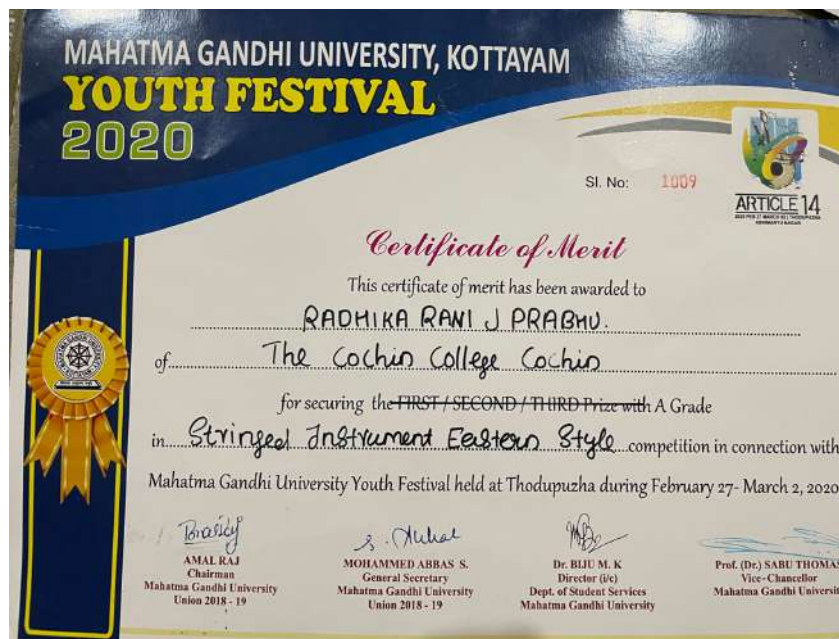 MAHATMA GANDHI UNIVERSITY, KOTTAYAM
YOUTH FESTIVAL
2020
Sl. No: 1009
ARTICLE 14
Certificate of Merit
This certificate of merit has been awarded to
RADHIKA RANI J PRABHU.
of The Cochin College Cochin
for securing the FIRST / SECOND / THIRD Prize with A Grade
in Stringed Instrument Eastern Style competition in connection with
Mahatma Gandhi University Youth Festival held at Thodupuzha during February 27- March 2, 2020
AMAL RAJ
Chairman
Mahatma Gandhi University
Union 2018 - 19
MOHAMMED ABBAS S.
General Secretary
Mahatma Gandhi University
Union 2018 - 19
Dr. BIJU M. K
Director (i/c)
Dept. of Student Services
Mahatma Gandhi University
Prof. (Dr.) SABU THOMAS
Vice-Chancellor
Mahatma Gandhi Universit